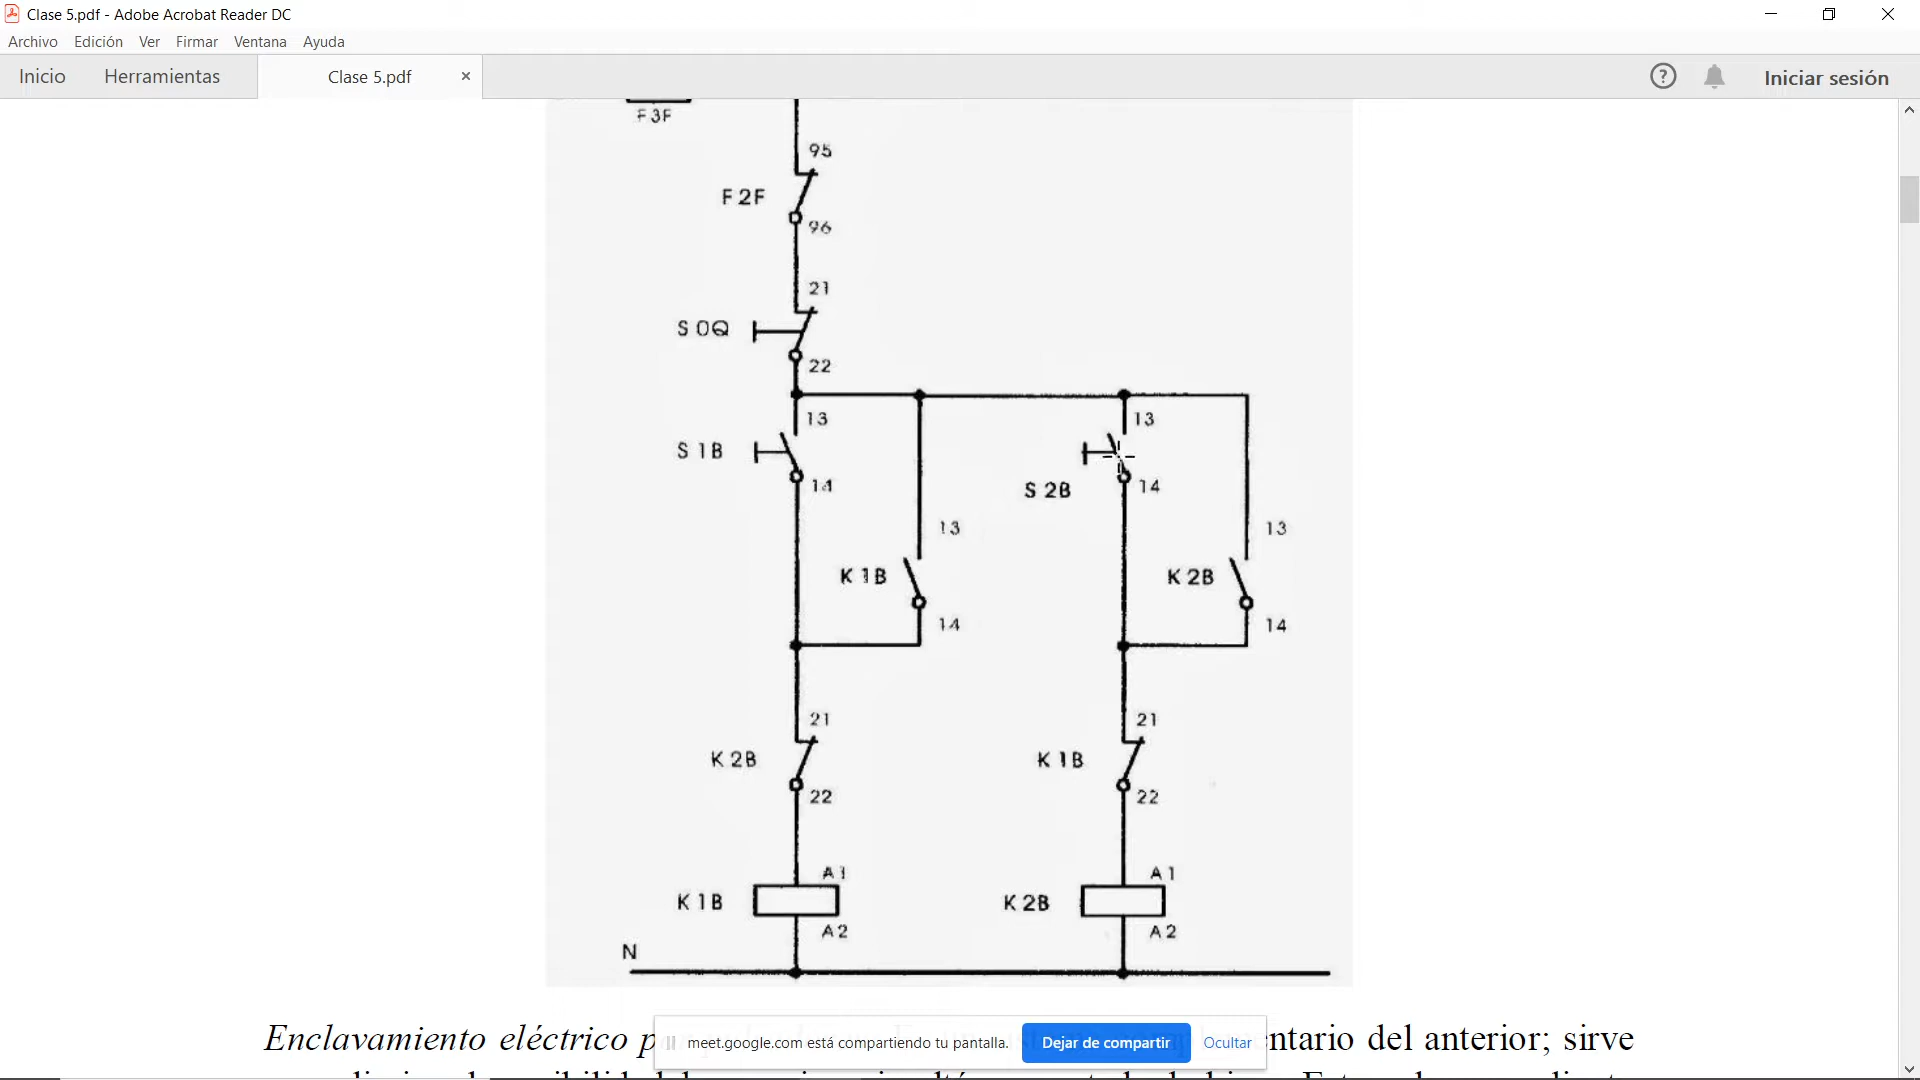 Clase 5.pdf - Adobe Acrobat Reader DC
Archivo Edición Ver Firmar Ventana Ayuda
Inicio Herramientas Clase 5.pdf × ? Iniciar sesión
F3F
95
F2F
96
21
S0Q
22
13 13
S1B
14 S2B 14
13 13
K1B K2B
14 14
21 21
K2B K1B
22 22
A1 A1
K1B K2B
A2 A2
N
Enclavamiento eléctrico p
entario del anterior; sirve
meet.google.com está compartiendo tu pantalla. Dejar de compartir Ocultar